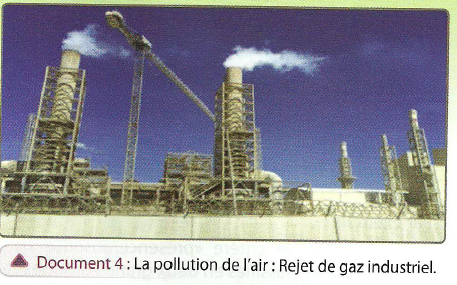 Document 4 : La pollution de l'air : Rejet de gaz industriel.